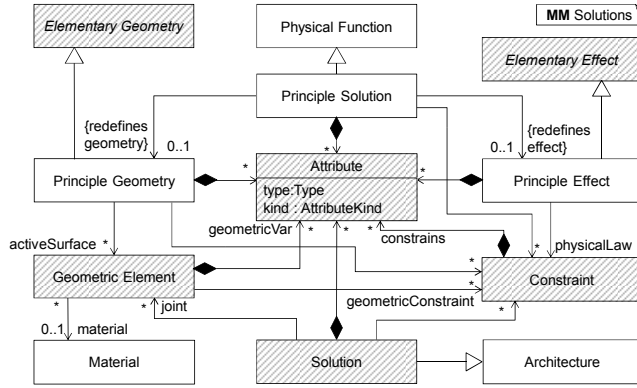 Elementary Geometry
Physical Function
MM Solutions
Elementary Effect
Principle Solution
{redefines
geometry}
0..1
{redefines
effect}
0..1
*
Principle Geometry
*
Attribute
*
Principle Effect
type:Type
kind : AttributeKind
geometricVar
*
*
*
constrains
activeSurface
*
*
*
physicalLaw
Geometric Element
*
Constraint
*
*
joint
geometricConstraint
*
*
0..1
material
Material
Solution
Architecture